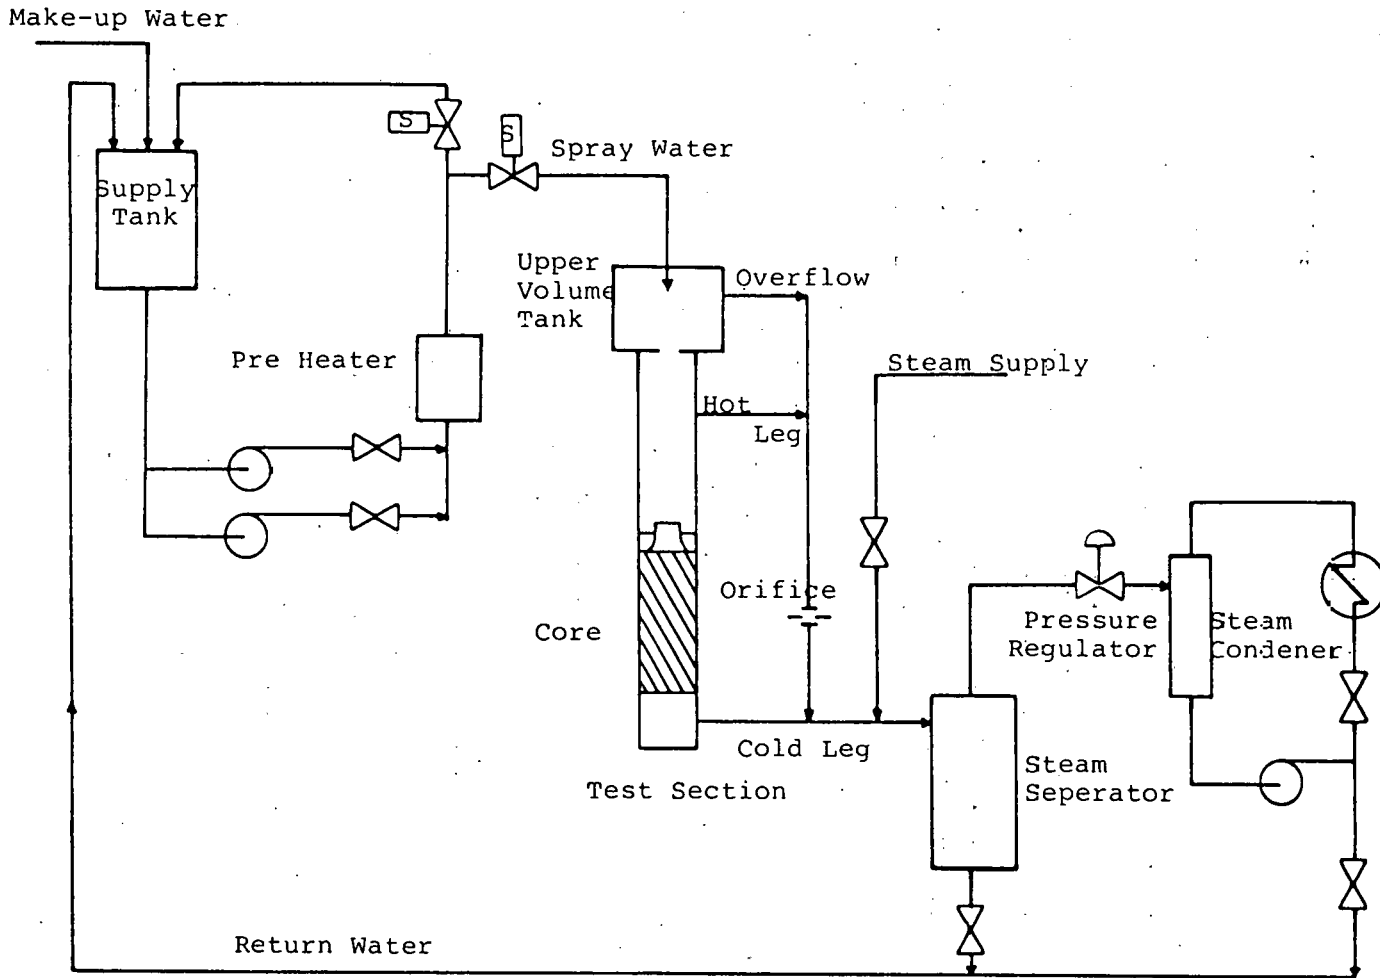 Make-up Water
S
S
Spray Water
Supply
Tank
Upper
Volume
Tank
Overflow
Pre Heater
Steam Supply
Hot
Leg
Orifice
Core
Pressure
Regulator
Steam
Condener
Cold Leg
Test Section
Steam
Seperator
Return Water